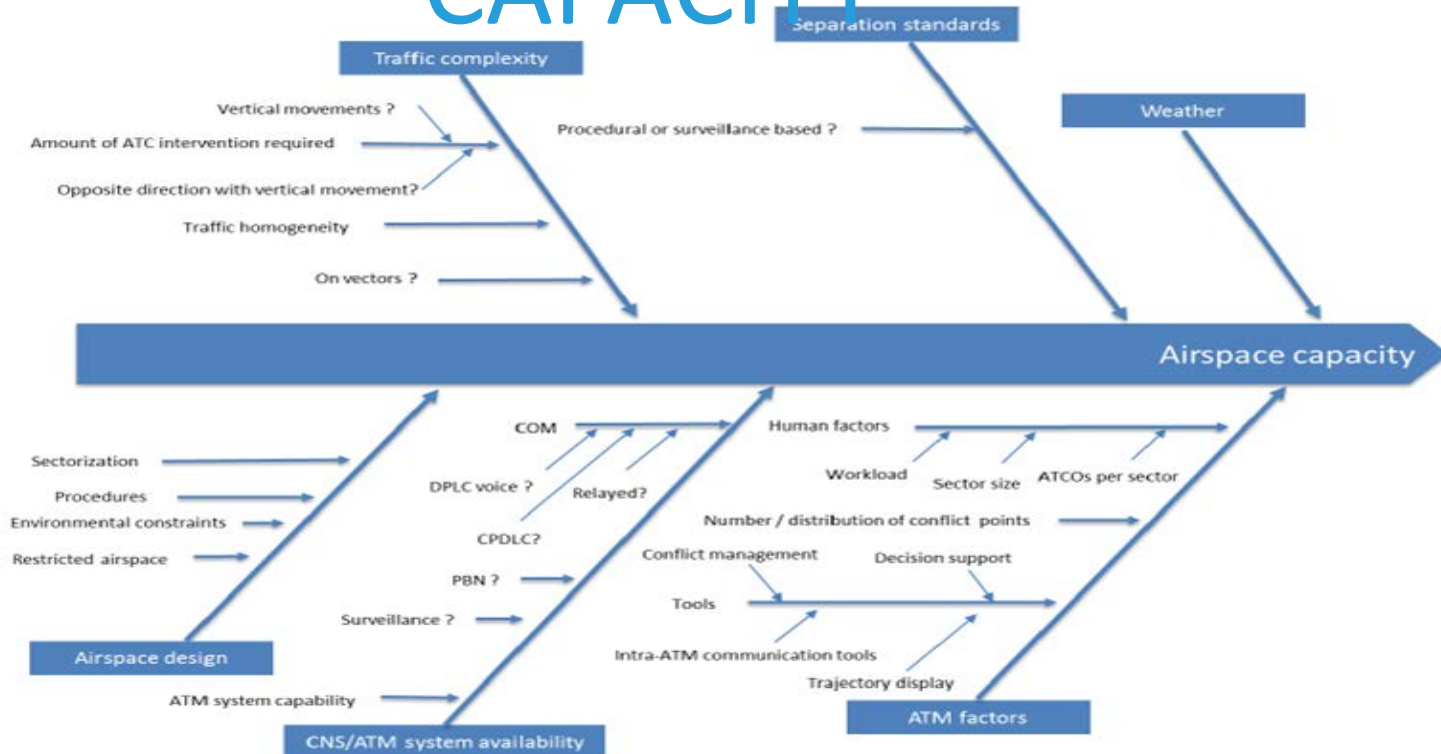 CAPACITY
Separation standards
Traffic complexity
Weather
Vertical movements ?
Procedural or surveillance based ?
Amount of ATC intervention required
Opposite direction with vertical movement?
Traffic homogeneity
On vectors ?
Airspace capacity
COM
Human factors
Sectorization
Workload
Sector size
ATCOs per sector
DPLC voice ?
Relayed?
Procedures
Environmental constraints
Number / distribution of conflict points
CPDLC?
Restricted airspace
Conflict management
Decision support
PBN ?
Tools
Surveillance ?
Intra-ATM communication tools
Airspace design
Trajectory display
ATM system capability
ATM factors
CNS/ATM system availability